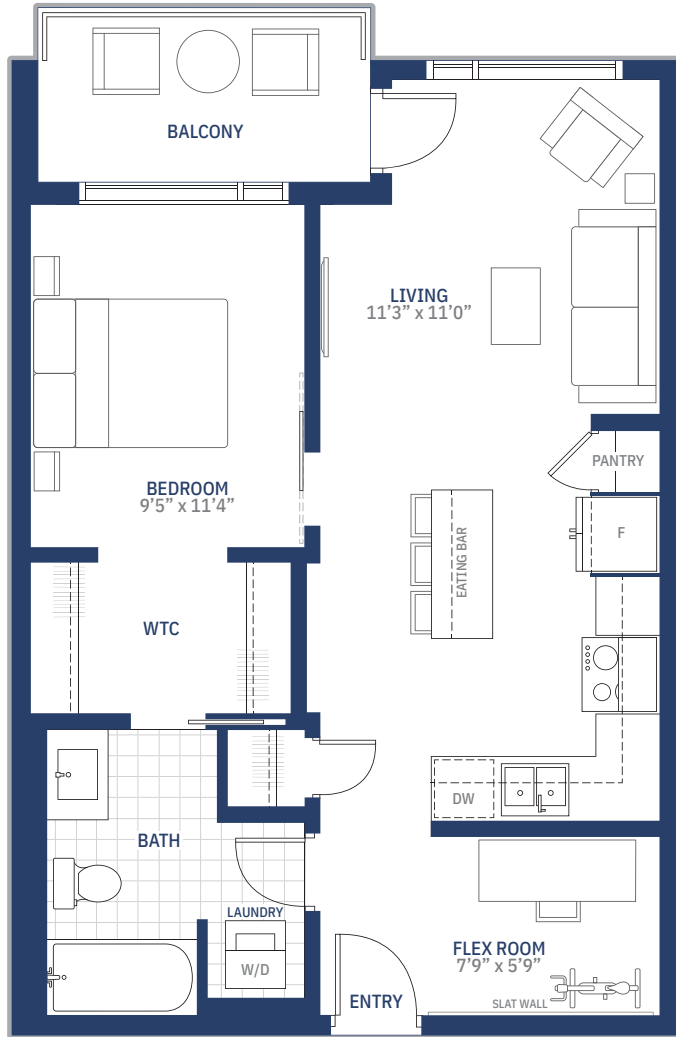 BALCONY
LIVING
11’3” x 11’0”
PANTRY
BEDROOM
9’5” x 11’4”
F
EATING BAR
WTC
DW
BATH
LAUNDRY
W/D
FLEX ROOM
7’9” x 5’9”
ENTRY
SLAT WALL